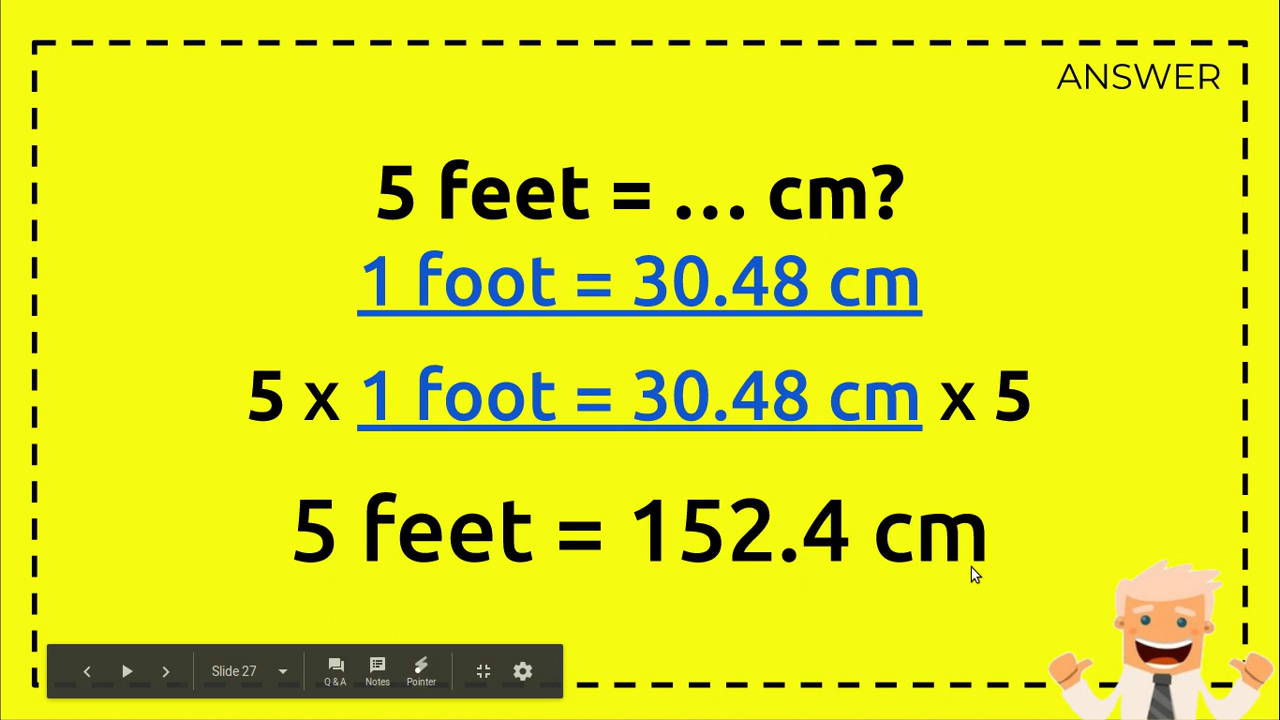 ANSWER
5 feet = ... cm?
1 foot = 30.48 cm
5 x 1 foot = 30.48 cm x 5
5 feet = 152.4 cm
Slide 27
Q & A
Notes
Pointer